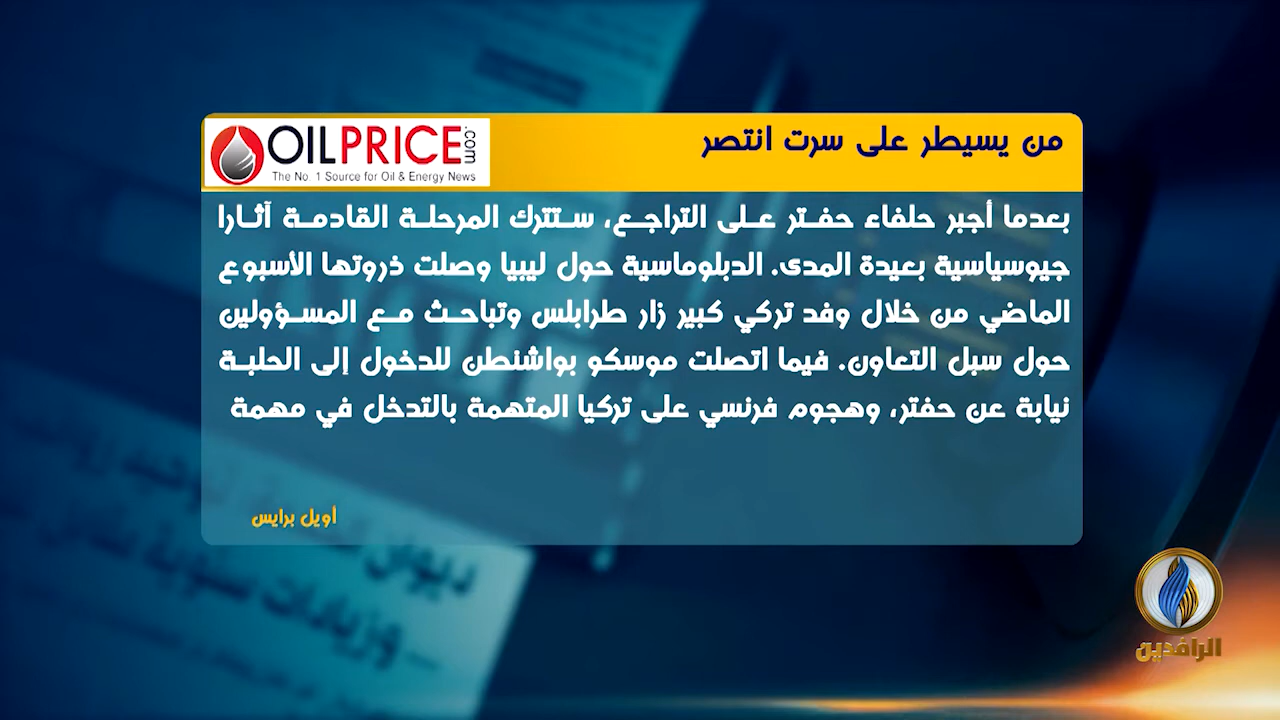 من يسيطر على سرت انتصر
OILPRICE.com
The No. 1 Source for Oil & Energy News
بعدما أجبر حلفاء حفتر على التراجع، ستترك المرحلة القادمة آثارا
جيوسياسية بعيدة المدى. الدبلوماسية حول ليبيا وصلت ذروتها الأسبوع
الماضي من خلال وفد تركي كبير زار طرابلس وتباحث مع المسؤولين
حول سبل التعاون. فيما اتصلت موسكو بواشنطن للدخول إلى الحلبة
نيابة عن حفتر، وهجوم فرنسي على تركيا المتهمة بالتدخل في مهمة
أويل برايس
ديوان
وزيادات سنوية
الرافدين